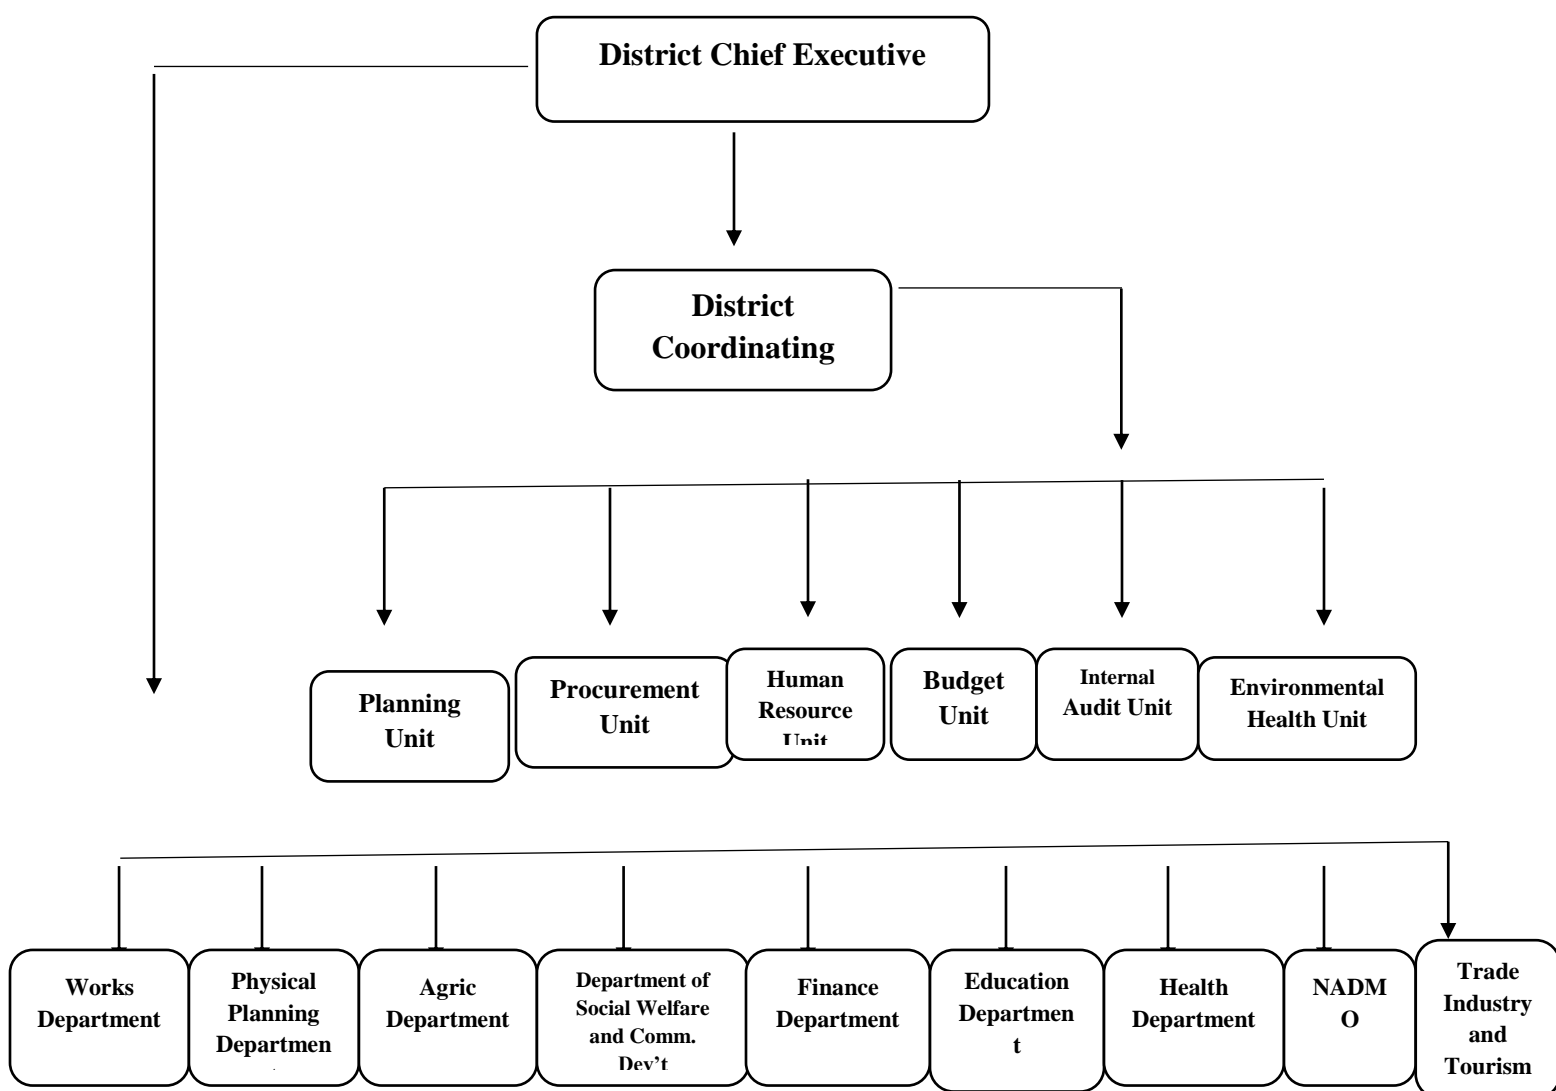 District Chief Executive
District
Coordinating
Planning
Unit
Procurement
Unit
Human
Resource
Unit
Budget
Unit
Internal
Audit Unit
Environmental
Health Unit
Works
Department
Physical
Planning
Departmen
Agric
Department
Department of
Social Welfare
and Comm.
Dev't
Finance
Department
Education
Departmen
t
Health
Department
NADM
O
Trade
Industry
and
Tourism